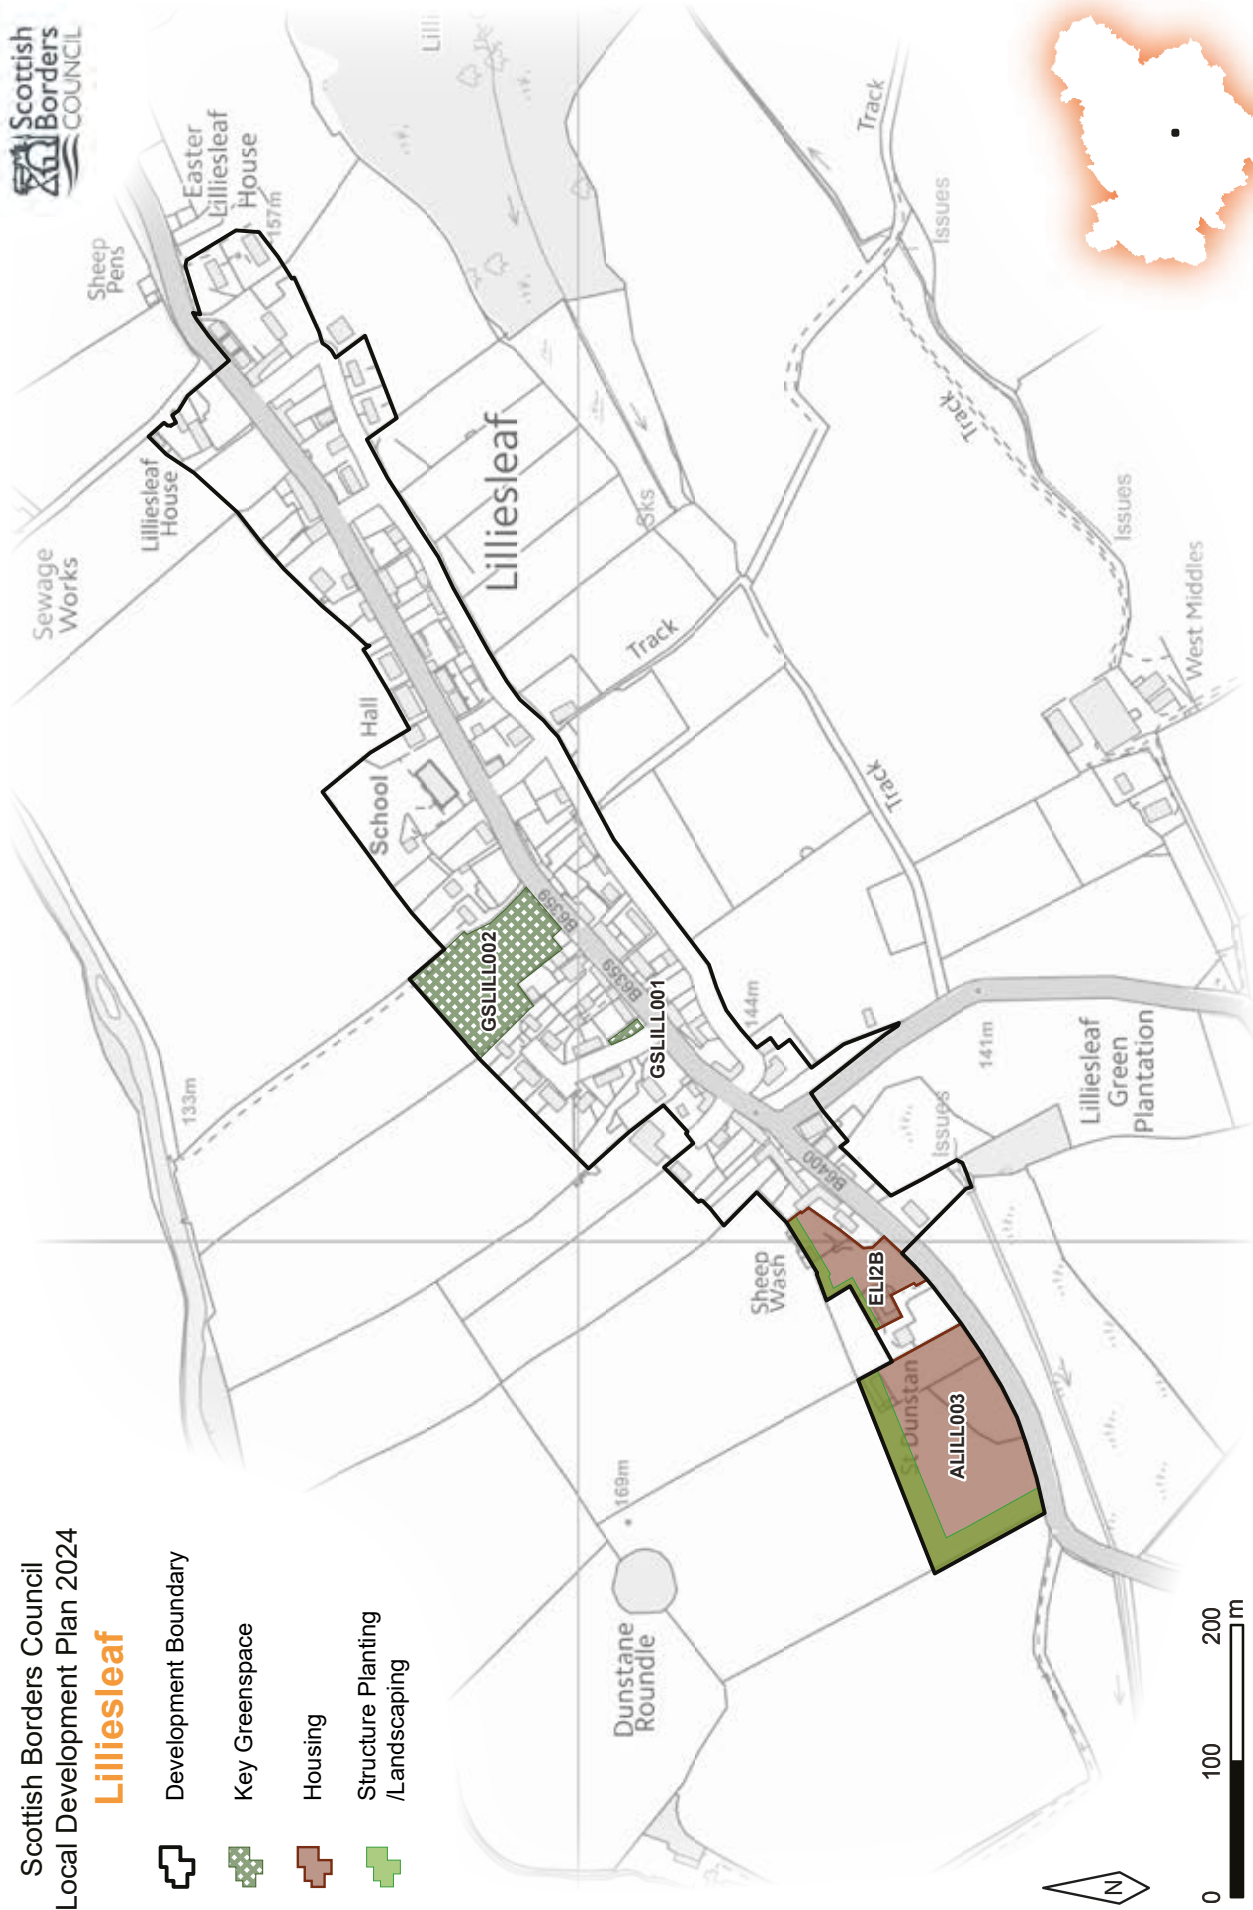 Scottish Borders Council
Local Development Plan 2024
Lilliesleaf
Development Boundary
Key Greenspace
Housing
Structure Planting
/Landscaping
Scottish
Borders
COUNCIL
Sewage
Works
Sheep
Pens
Easter
Lilliesleaf
House
157m
Lilliesleaf
House
Lilli
Hall
School
Lilliesleaf
133m
GSLILL002
B6359
B6359
GSLILL001
Track
Sks
Track
Issues
Track
Issues
West Middles
Track
144m
141m
Lilliesleaf
Green
Plantation
Issues
B6400
Sheep
Wash
ELI2B
St Dunstan
ALILL003
169m
Dunstane
Roundle
N
0
100
200
m